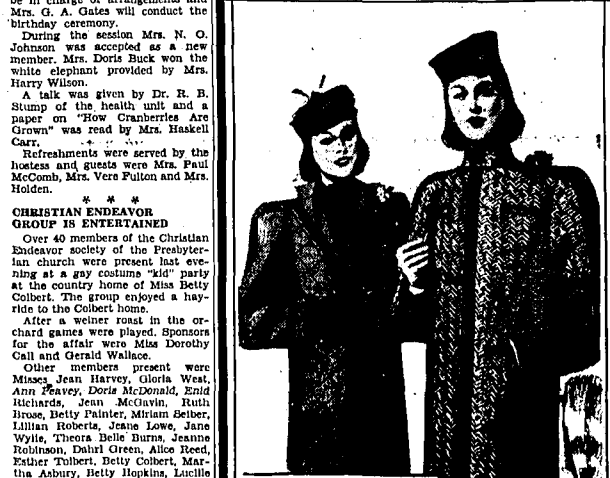 be in charge of arrangements and
Mrs. G. A. Gates will conduct the
birthday ceremony.
During the session Mrs. N. O.
Johnson was accepted as a new
member. Mrs. Doris Buck won the
white elephant provided by Mrs.
Harry Wilson.
A talk was given by Dr. R. B.
Stump of the health unit and a
paper on "How Cranberries Are
Grown" was read by Mrs. Haskell
Carr.
Refreshments were served by the
hostess and guests were Mrs. Paul
McComb, Mrs. Vere Fulton and Mrs.
Holden.
* * *
CHRISTIAN ENDEAVOR
GROUP IS ENTERTAINED
Over 40 members of the Christian
Endeavor society of the Presbyter-
ian church were present last eve-
ning at a gay costume "kid" party
at the country home of Miss Betty
Colbert. The group enjoyed a hay-
ride to the Colbert home.
After a weiner roast in the or-
chard games were played. Sponsors
for the affair were Miss Dorothy
Call and Gerald Wallace.
Other members present were
Misses Jean Harvey, Gloria West,
Ann Peavey, Doris McDonald, Enid
Richards, Jean McGavin, Ruth
Brose, Betty Painter, Miriam Beiber,
Lillian Roberts, Jeane Lowe, Jane
Wylie, Theora Belle Burns, Jeanne
Robinson, Dahrl Green, Alice Reed,
Esther Tolbert, Betty Colbert, Mar-
tha Asbury, Betty Hopkins, Lucille